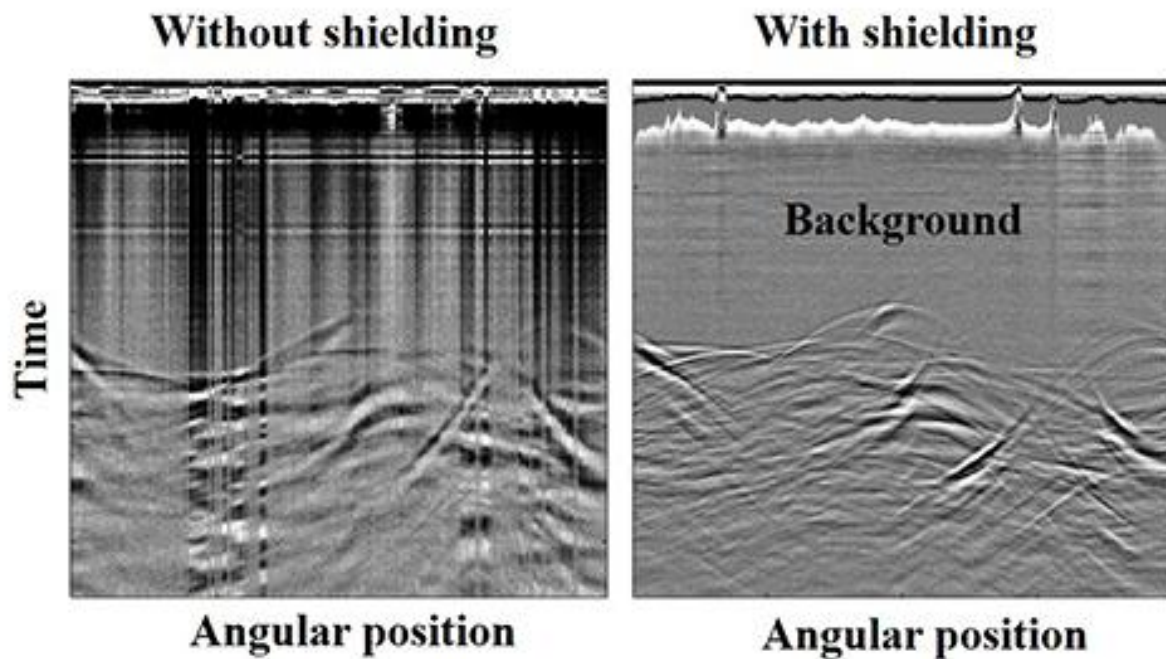 Without shielding
With shielding
Background
Time
Angular position
Angular position